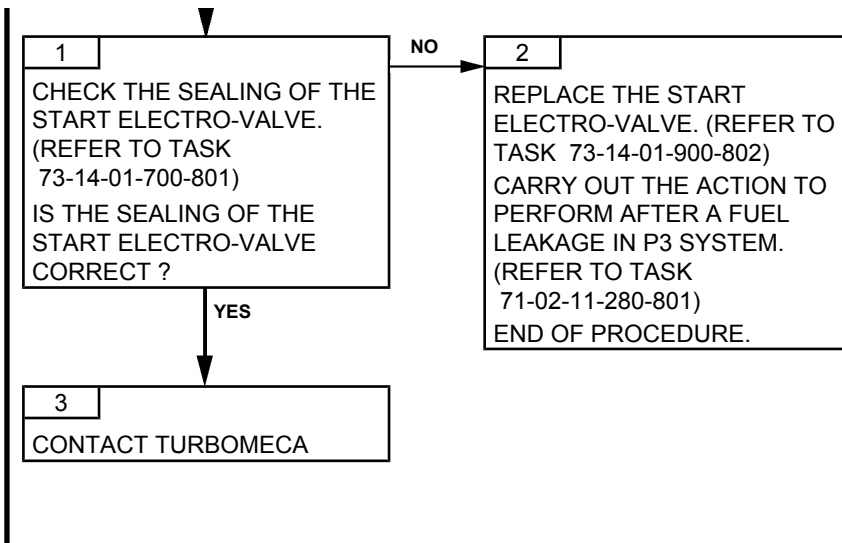 1
CHECK THE SEALING OF THE
START ELECTRO-VALVE.
(REFER TO TASK
73-14-01-700-801)
IS THE SEALING OF THE
START ELECTRO-VALVE
CORRECT ?
NO
2
REPLACE THE START
ELECTRO-VALVE. (REFER TO
TASK 73-14-01-900-802)
CARRY OUT THE ACTION TO
PERFORM AFTER A FUEL
LEAKAGE IN P3 SYSTEM.
(REFER TO TASK
71-02-11-280-801)
END OF PROCEDURE.
YES
3
CONTACT TURBOMECA